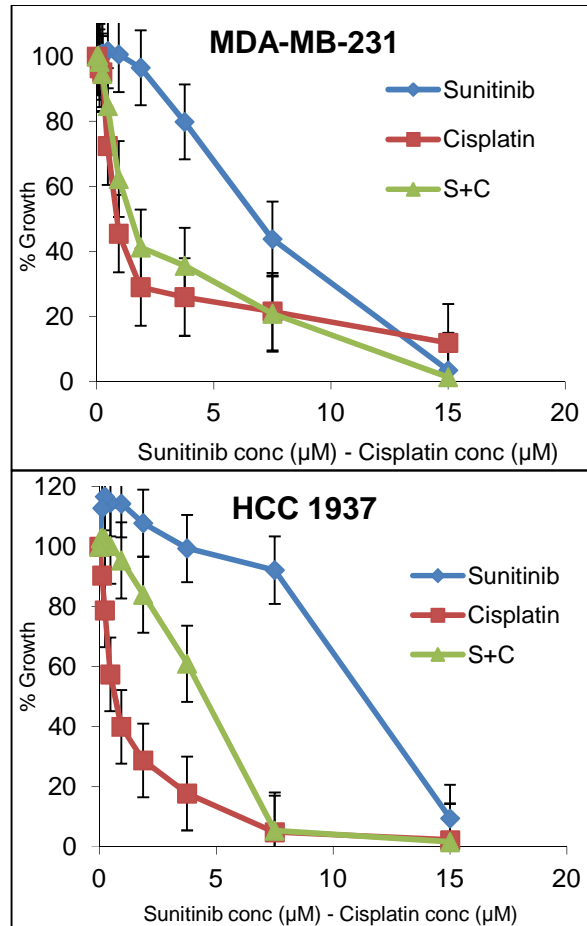 MDA-MB-231
100
80
60
40
20
0
% Growth
Sunitinib
Cisplatin
S+C
0
5
10
15
20
Sunitinib conc (µM) - Cisplatin conc (µM)
HCC 1937
120
100
80
60
40
20
0
% Growth
Sunitinib
Cisplatin
S+C
0
5
10
15
20
Sunitinib conc (µM) - Cisplatin conc (µM)